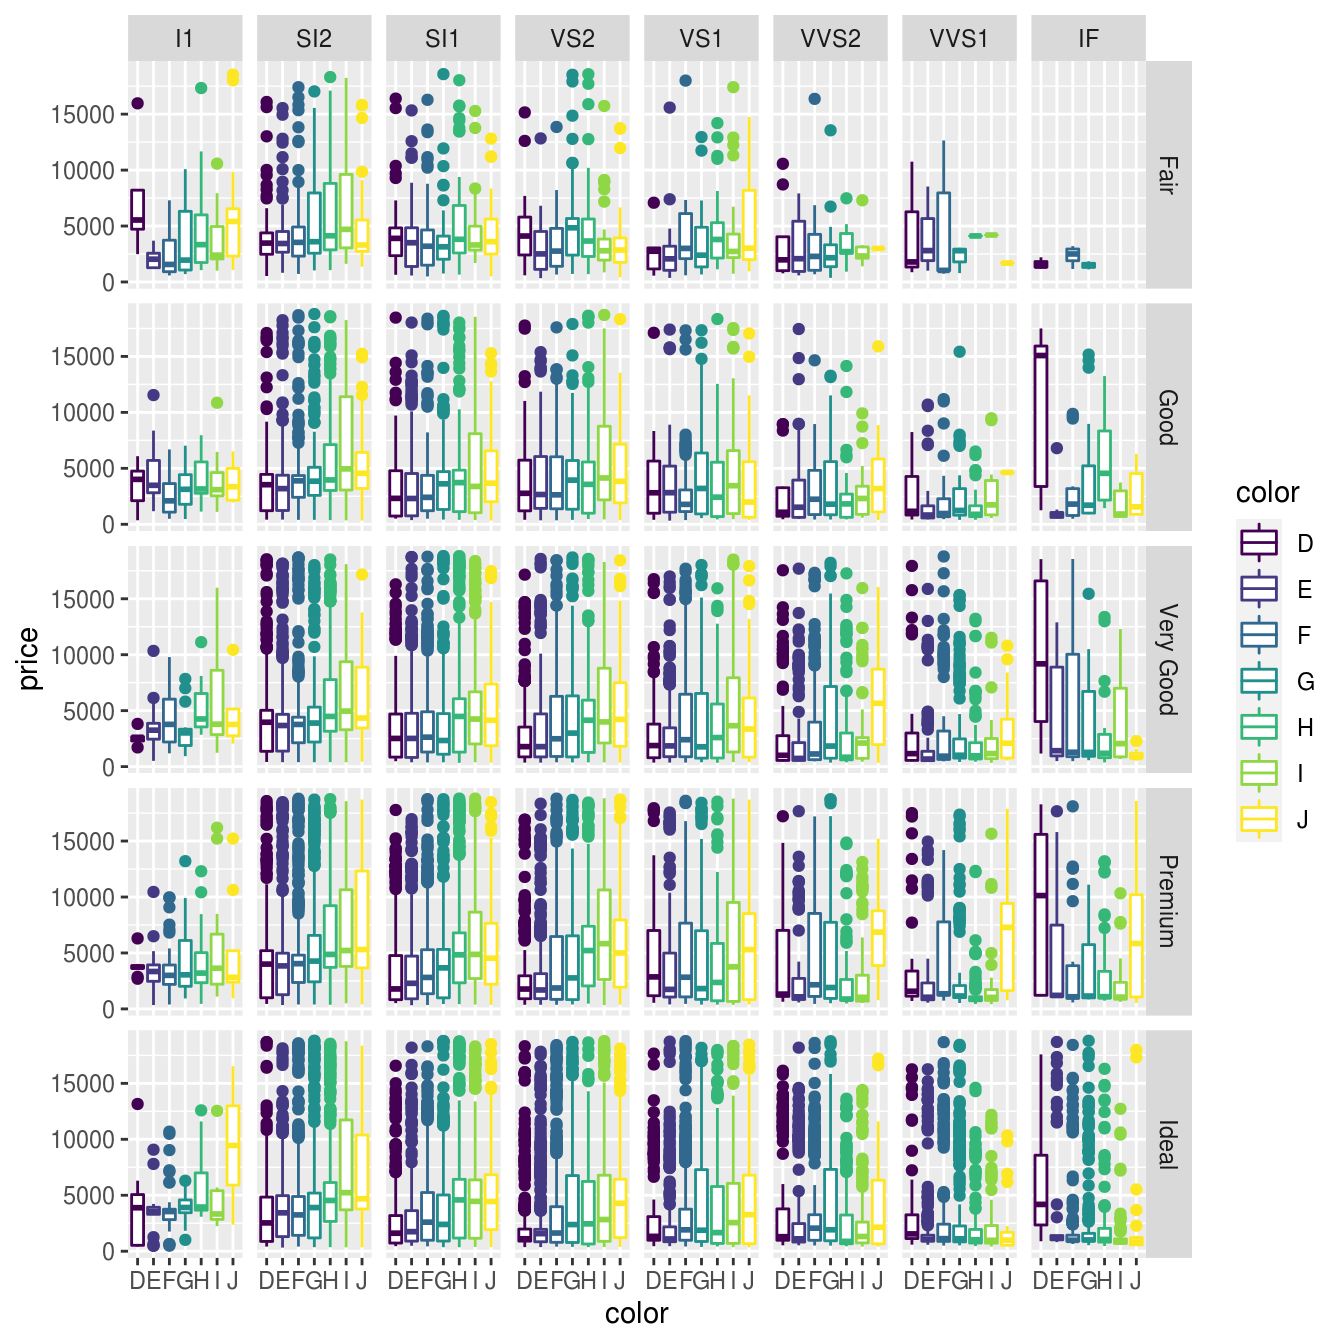 I1 SI2 SI1 VS2 VS1 VVS2 VVS1 IF
15000
10000
5000
0
Fair
15000
10000
5000
0
Good
15000
10000
5000
0
Very Good
15000
10000
5000
0
Premium
15000
10000
5000
0
Ideal
price
DEFGHIJ DEFGHIJ DEFGHIJ DEFGHIJ DEFGHIJ DEFGHIJ DEFGHIJ DEFGHIJ
color
color
D
E
F
G
H
I
J